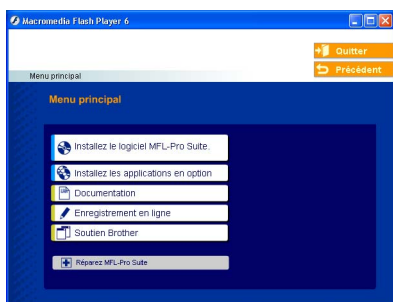 Macromedia Flash Player 6
Quitter
Précédent
Menu principal
Menu principal
Installez le logiciel MFL-Pro Suite.
Installez les applications en option
Documentation
Enregistrement en ligne
Soutien Brother
Réparez MFL-Pro Suite